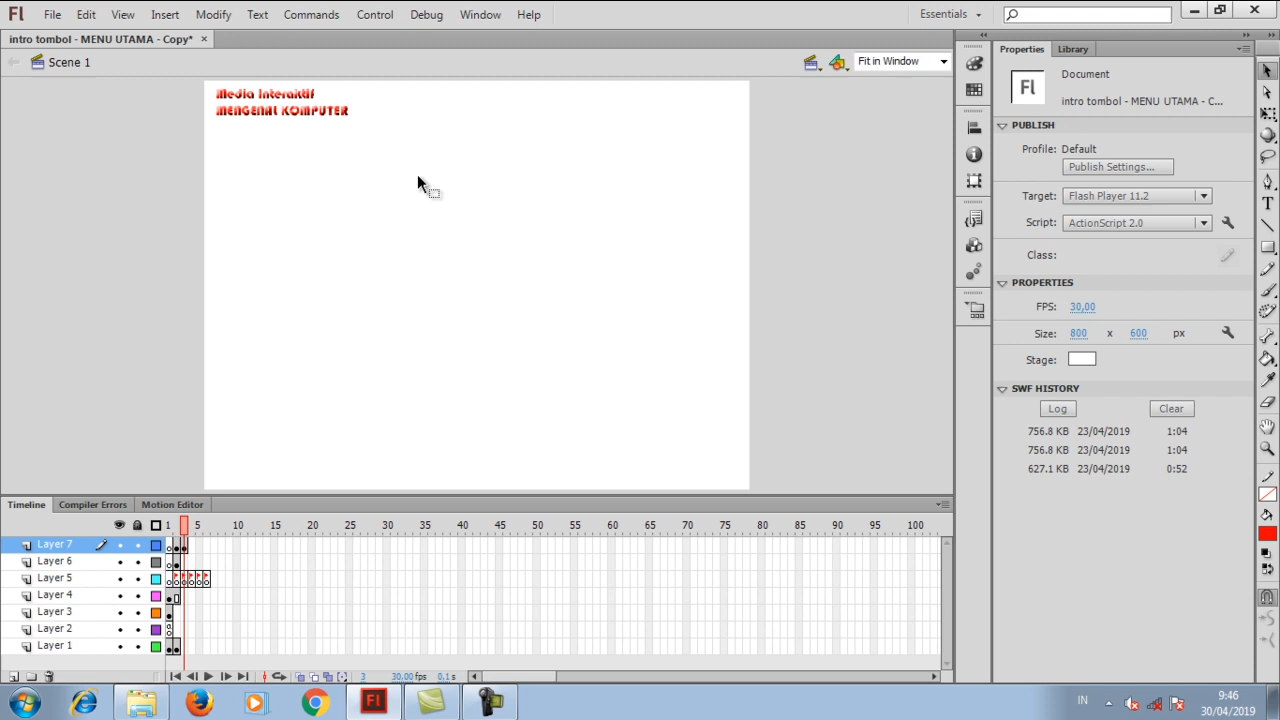 Fl File Edit View Insert Modify Text Commands Control Debug Window Help Essentials
intro tombol - MENU UTAMA - Copy* ×
Scene 1 Fit in Window
Media Interaktif
MENGENAL KOMPUTER
Properties Library
Fl Document
intro tombol - MENU UTAMA - C...
PUBLISH
Profile: Default
Publish Settings...
Target: Flash Player 11.2
Script: ActionScript 2.0
Class:
PROPERTIES
FPS: 30,00
Size: 800 x 600 px
Stage:
SWF HISTORY
Log Clear
756.8 KB 23/04/2019 1:04
756.8 KB 23/04/2019 1:04
627.1 KB 23/04/2019 0:52
Timeline Compiler Errors Motion Editor
1 5 10 15 20 25 30 35 40 45 50 55 60 65 70 75 80 85 90 95 100
Layer 7
Layer 6
Layer 5
Layer 4
Layer 3
Layer 2
Layer 1
3 30,00 fps 0.1 s
Fl IN 9:46
30/04/2019